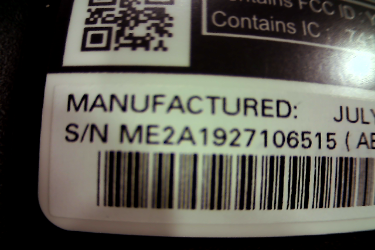 Contains FCC ID :
Contains IC :
MANUFACTURED: JULY
S/N ME2A1927106515 ( AB